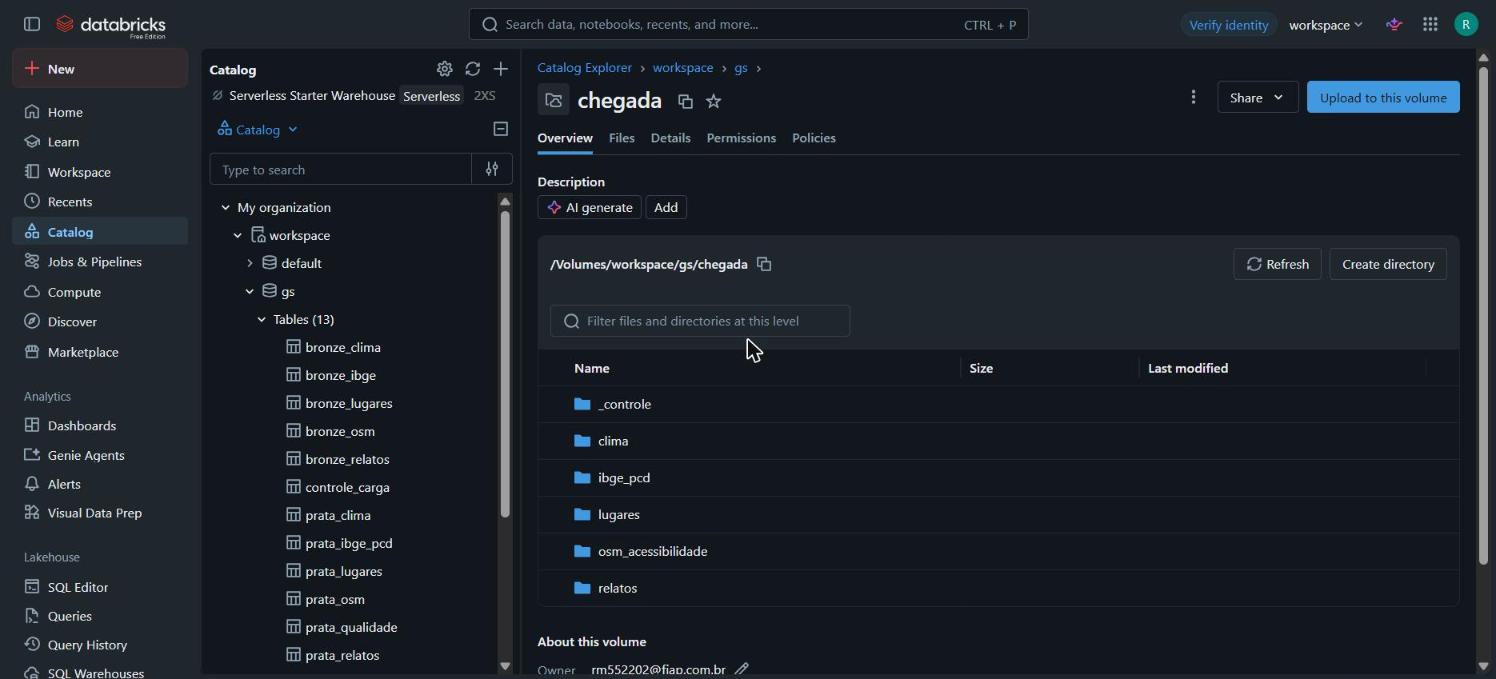 databricks
Free Edition
Search data, notebooks, recents, and more...
CTRL + P
Verify identity
workspace
R
New
Home
Learn
Workspace
Recents
Catalog
Jobs & Pipelines
Compute
Discover
Marketplace
Analytics
Dashboards
Genie Agents
Alerts
Visual Data Prep
Lakehouse
SQL Editor
Queries
Query History
SQL Warehouses
Catalog
Serverless Starter Warehouse Serverless 2XS
Catalog
Type to search
My organization
workspace
default
gs
Tables (13)
bronze_clima
bronze_ibge
bronze_lugares
bronze_osm
bronze_relatos
controle_carga
prata_clima
prata_ibge_pcd
prata_lugares
prata_osm
prata_qualidade
prata_relatos
Catalog Explorer › workspace › gs ›
chegada
Share
Upload to this volume
Overview Files Details Permissions Policies
Description
AI generate Add
/Volumes/workspace/gs/chegada
Refresh Create directory
Filter files and directories at this level
Name Size Last modified
_controle
clima
ibge_pcd
lugares
osm_acessibilidade
relatos
About this volume
Owner rm552202@fiap.com.br